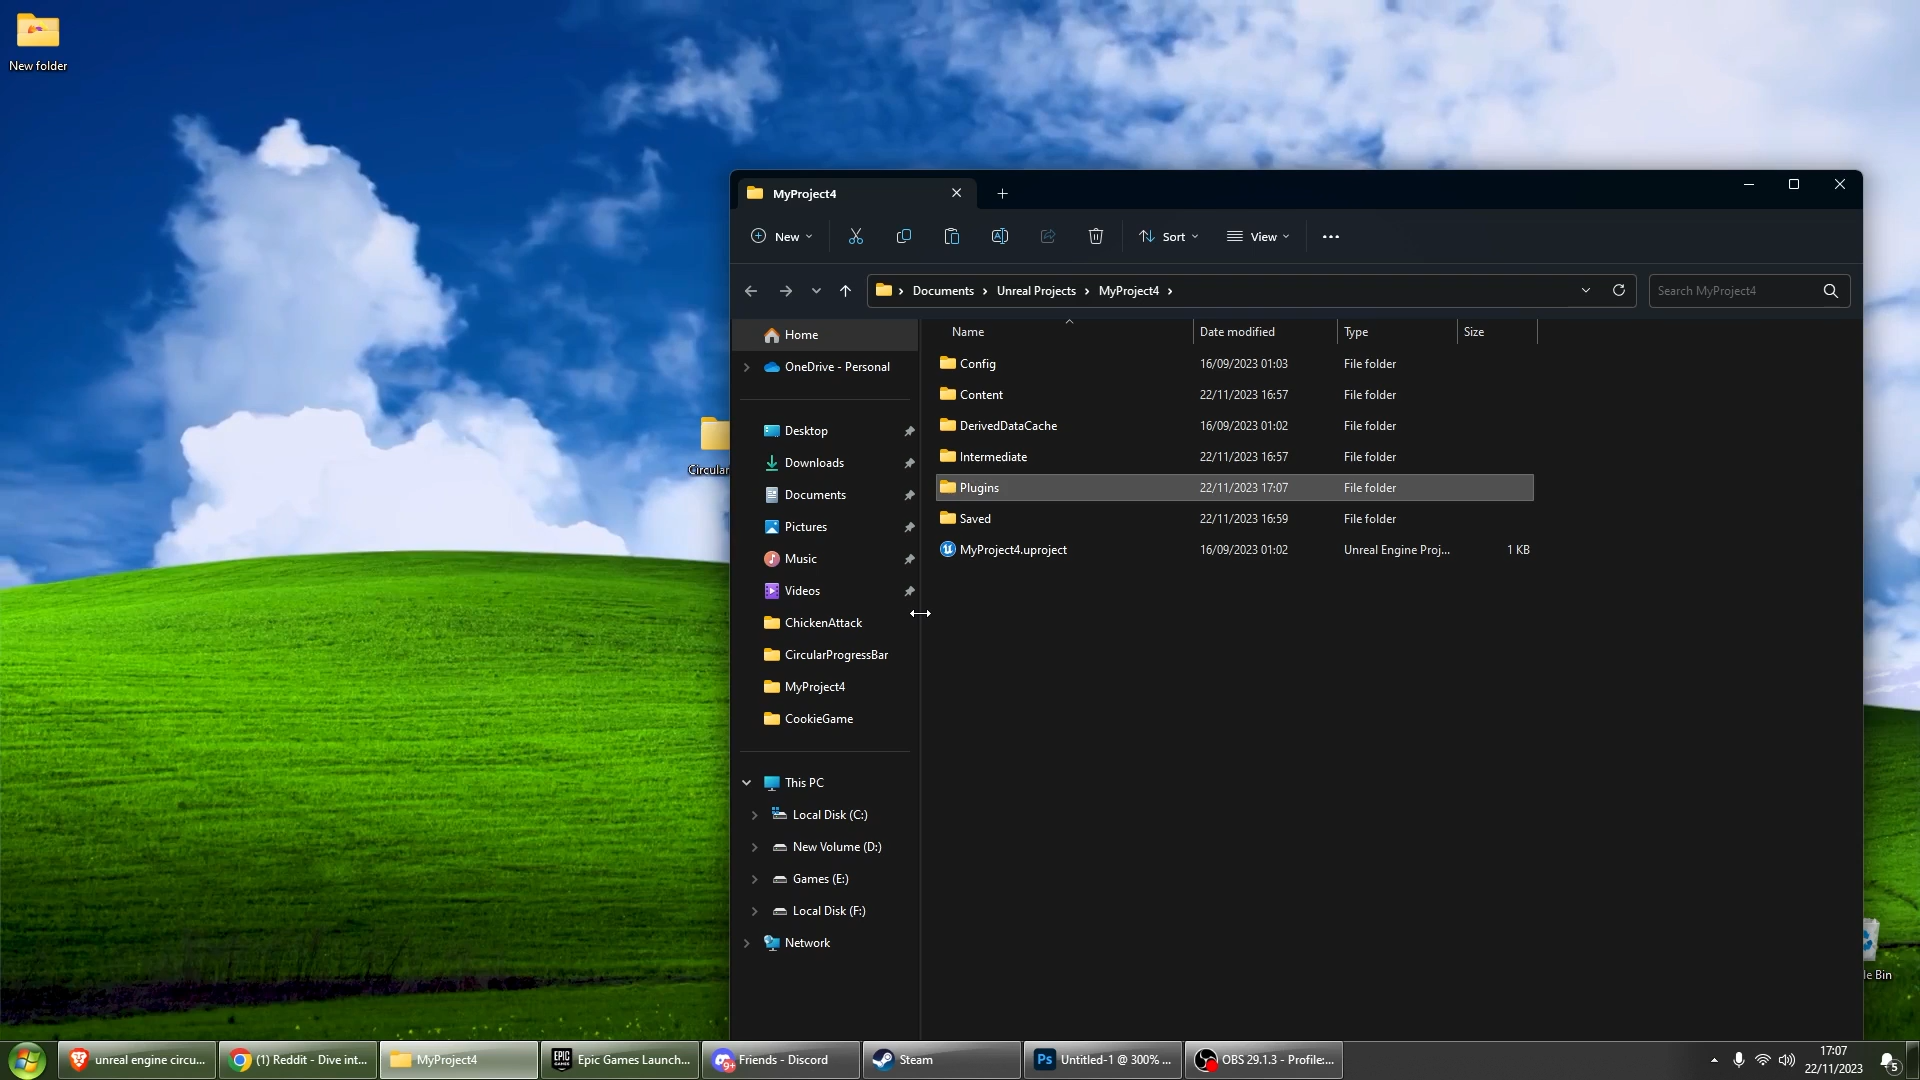 New folder
Circular
MyProject4
New
Sort
View
Documents
Unreal Projects
MyProject4
Search MyProject4
Home
OneDrive - Personal
Desktop
Downloads
Documents
Pictures
Music
Videos
ChickenAttack
CircularProgressBar
MyProject4
CookieGame
This PC
Local Disk (C:)
New Volume (D:)
Games (E:)
Local Disk (F:)
Network
Name Date modified Type Size
Config 16/09/2023 01:03 File folder
Content 22/11/2023 16:57 File folder
DerivedDataCache 16/09/2023 01:02 File folder
Intermediate 22/11/2023 16:57 File folder
Plugins 22/11/2023 17:07 File folder
Saved 22/11/2023 16:59 File folder
MyProject4.uproject 16/09/2023 01:02 Unreal Engine Proj... 1 KB
le Bin
unreal engine circu...
(1) Reddit - Dive int...
MyProject4
EPIC GAMES
Epic Games Launch...
9+
Friends - Discord
Steam
Ps
Untitled-1 @ 300% ...
OBS 29.1.3 - Profile:...
17:07
22/11/2023
5